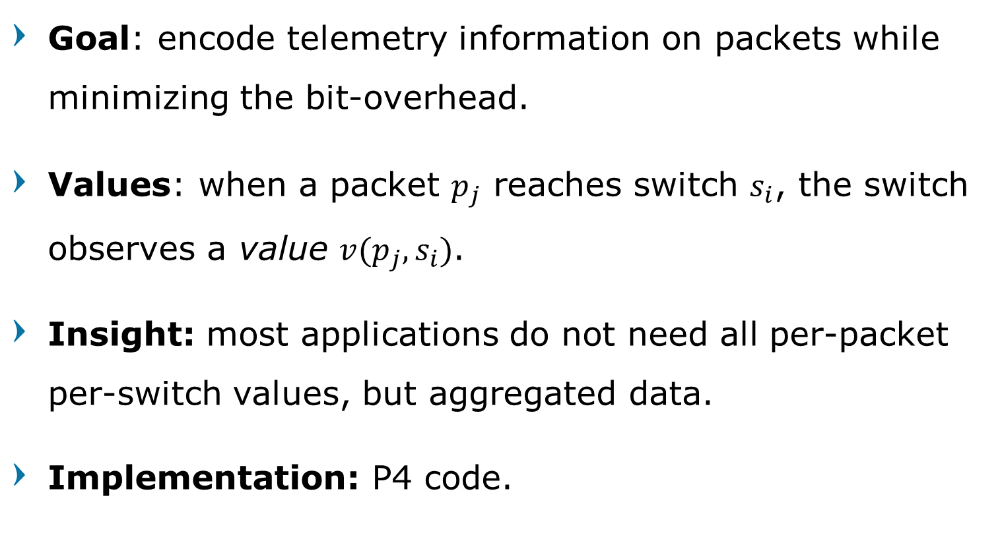 Goal: encode telemetry information on packets while
minimizing the bit-overhead.
Values: when a packet p_j reaches switch s_i, the switch
observes a value v(p_j, s_i).
Insight: most applications do not need all per-packet
per-switch values, but aggregated data.
Implementation: P4 code.